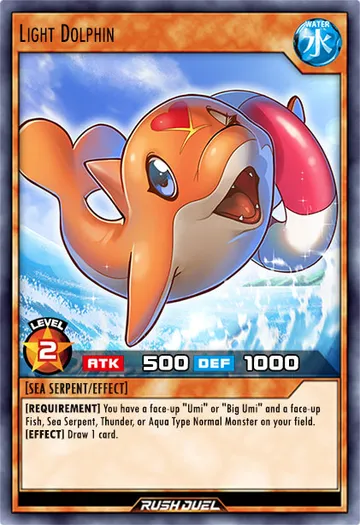 Light Dolphin
WATER
水
LEVEL
2
ATK 500 DEF 1000
[SEA SERPENT/EFFECT]
[REQUIREMENT] You have a face-up "Umi" or "Big Umi" and a face-up
Fish, Sea Serpent, Thunder, or Aqua Type Normal Monster on your field.
[EFFECT] Draw 1 card.
RUSH DUEL